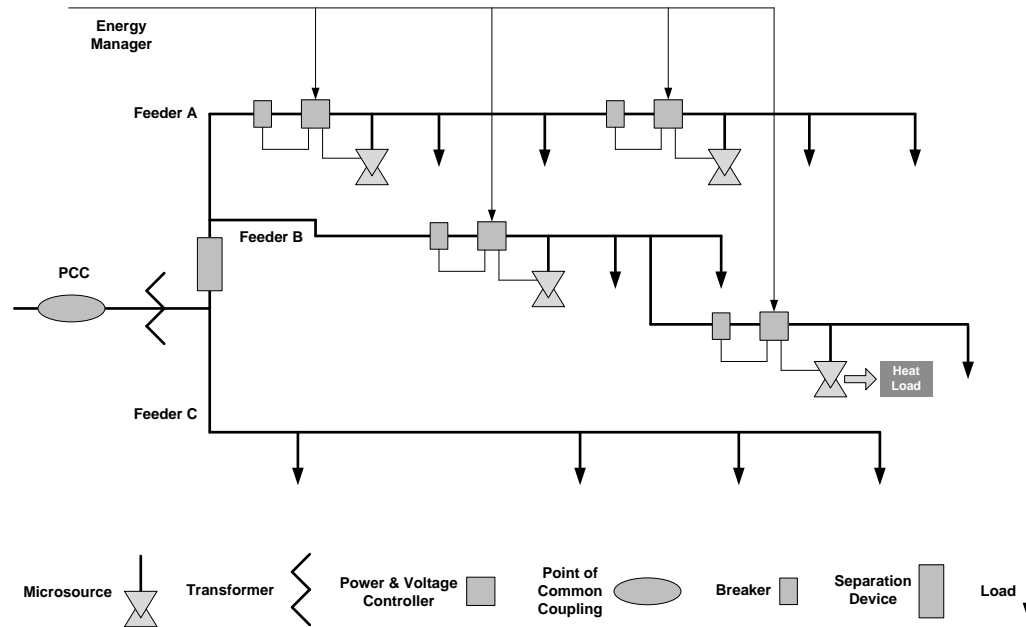 Energy
Manager
Feeder A
Feeder B
PCC
Heat
Load
Feeder C
Microsource
Transformer
Power & Voltage
Controller
Point of
Common
Coupling
Breaker
Separation
Device
Load